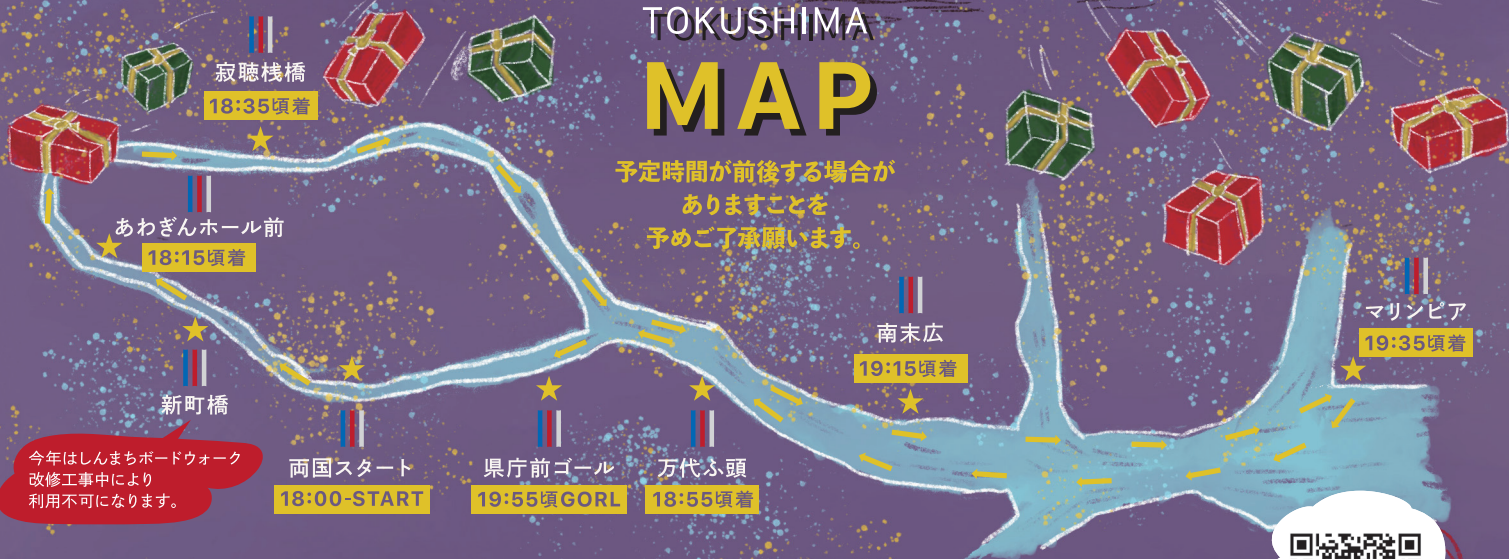 TOKUSHIMA
MAP
予定時間が前後する場合が
ありますことを
予めご了承願います。
寂聴桟橋
18:35頃着
あわぎんホール前
18:15頃着
新町橋
今年はしんまちボードウォーク
改修工事中により
利用不可になります。
両国スタート
18:00-START
県庁前ゴール
19:55頃GORL
万代ふ頭
18:55頃着
南末広
19:15頃着
マリンピア
19:35頃着